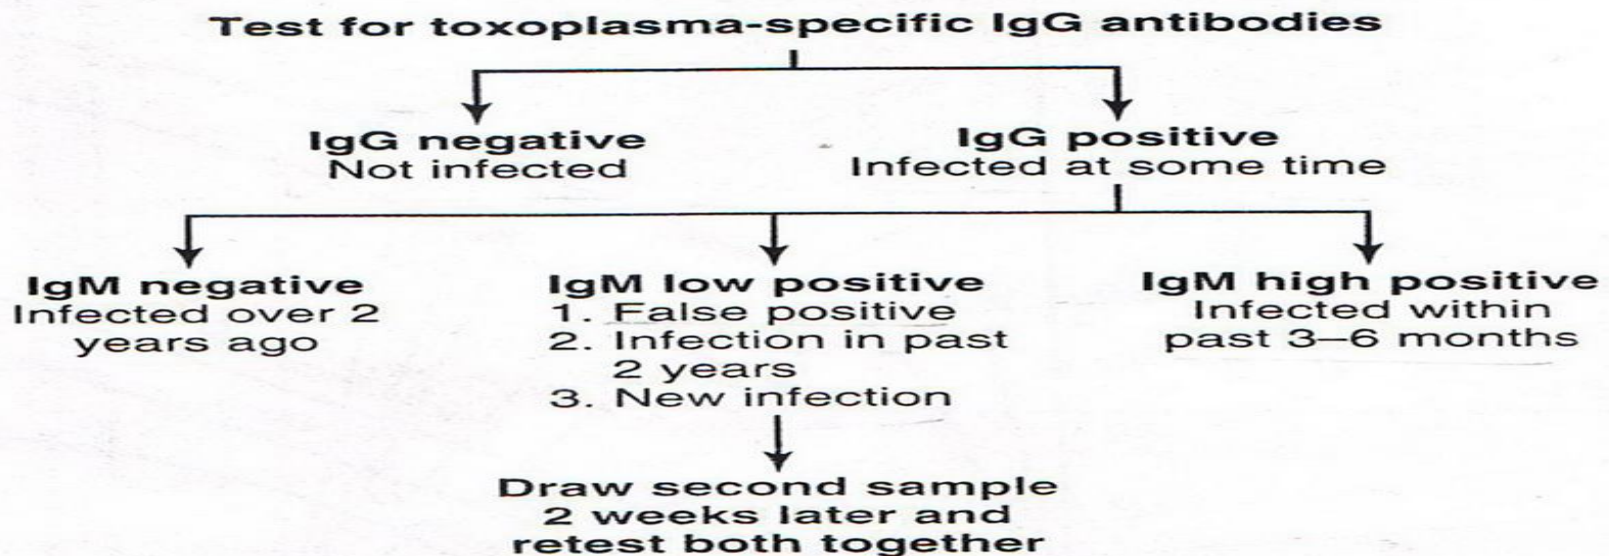 Test for toxoplasma-specific IgG antibodies
IgG negative
Not infected
IgG positive
Infected at some time
IgM negative
Infected over 2
years ago
IgM low positive
1. False positive
2. Infection in past
2 years
3. New infection
IgM high positive
Infected within
past 3–6 months
Draw second sample
2 weeks later and
retest both together